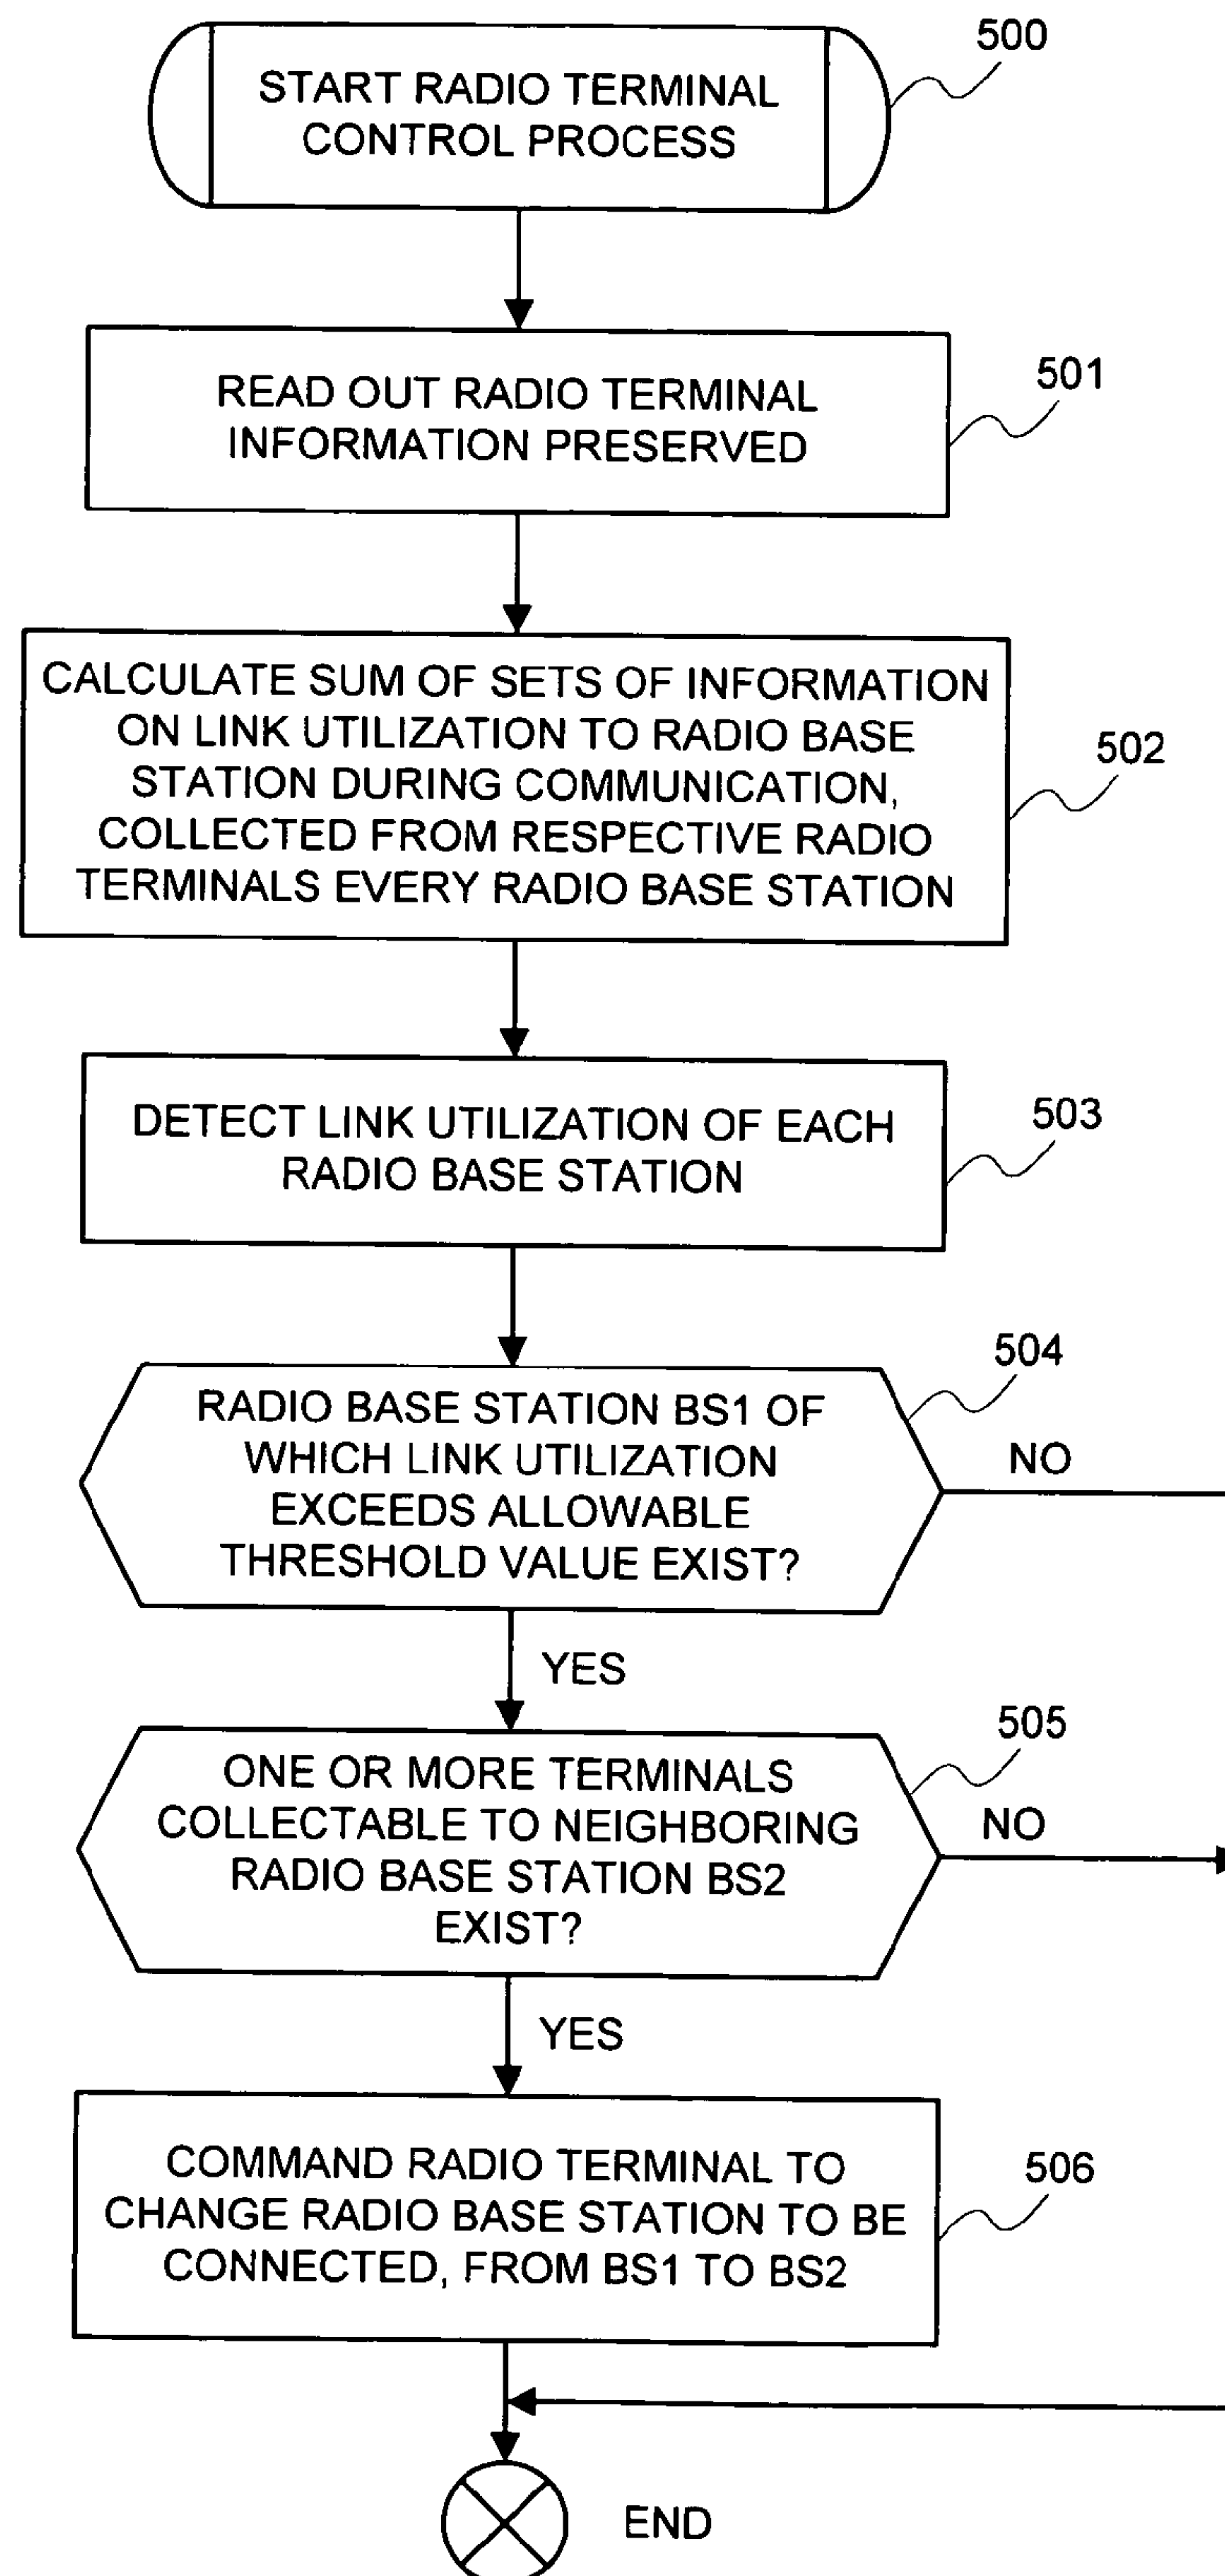 500
START RADIO TERMINAL
CONTROL PROCESS
501
READ OUT RADIO TERMINAL
INFORMATION PRESERVED
CALCULATE SUM OF SETS OF INFORMATION
ON LINK UTILIZATION TO RADIO BASE
STATION DURING COMMUNICATION,
COLLECTED FROM RESPECTIVE RADIO
TERMINALS EVERY RADIO BASE STATION
502
DETECT LINK UTILIZATION OF EACH
RADIO BASE STATION
503
504
RADIO BASE STATION BS1 OF
WHICH LINK UTILIZATION
EXCEEDS ALLOWABLE
THRESHOLD VALUE EXIST?
NO
YES
505
ONE OR MORE TERMINALS
COLLECTABLE TO NEIGHBORING
RADIO BASE STATION BS2
EXIST?
NO
YES
COMMAND RADIO TERMINAL TO
CHANGE RADIO BASE STATION TO BE
CONNECTED, FROM BS1 TO BS2
506
END